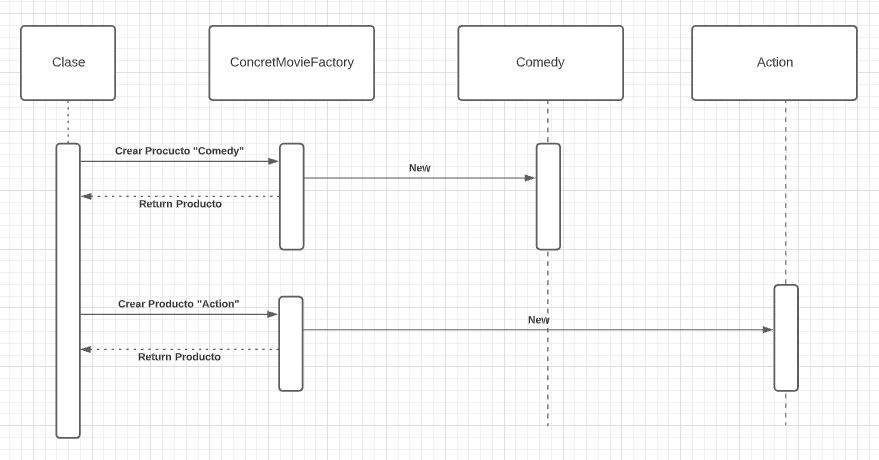 Clase
ConcretMovieFactory
Comedy
Action
Crear Procucto "Comedy"
New
Return Producto
Crear Producto "Action"
New
Return Producto